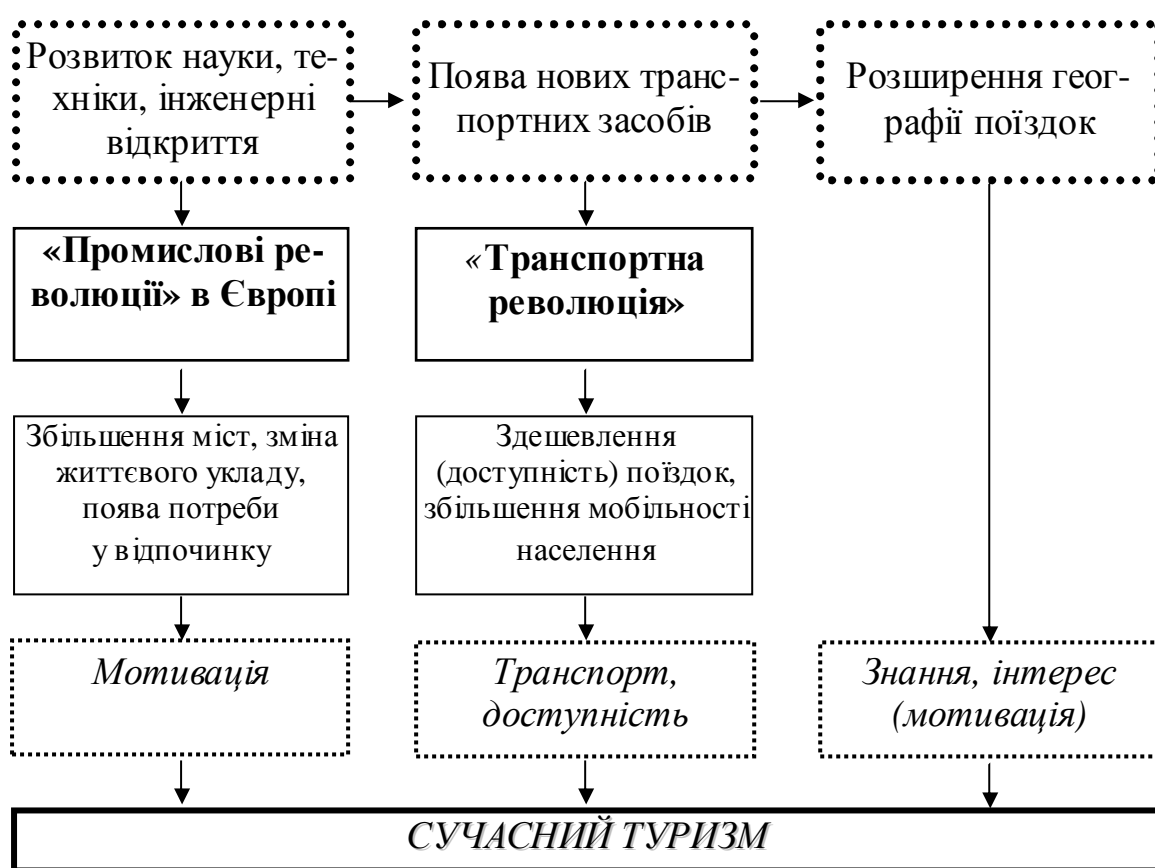 Розвиток науки, те-
хніки, інженерні
відкриття
Поява нових транс-
портних засобів
Розширення геог-
рафії поїздок
«Промислові ре-
волюції» в Європі
«Транспортна
революція»
Збільшення міст, зміна
життєвого укладу,
поява потреби
у відпочинку
Здешевлення
(доступність) поїздок,
збільшення мобільності
населення
Мотивація
Транспорт,
доступність
Знання, інтерес
(мотивація)
СУЧАСНИЙ ТУРИЗМ